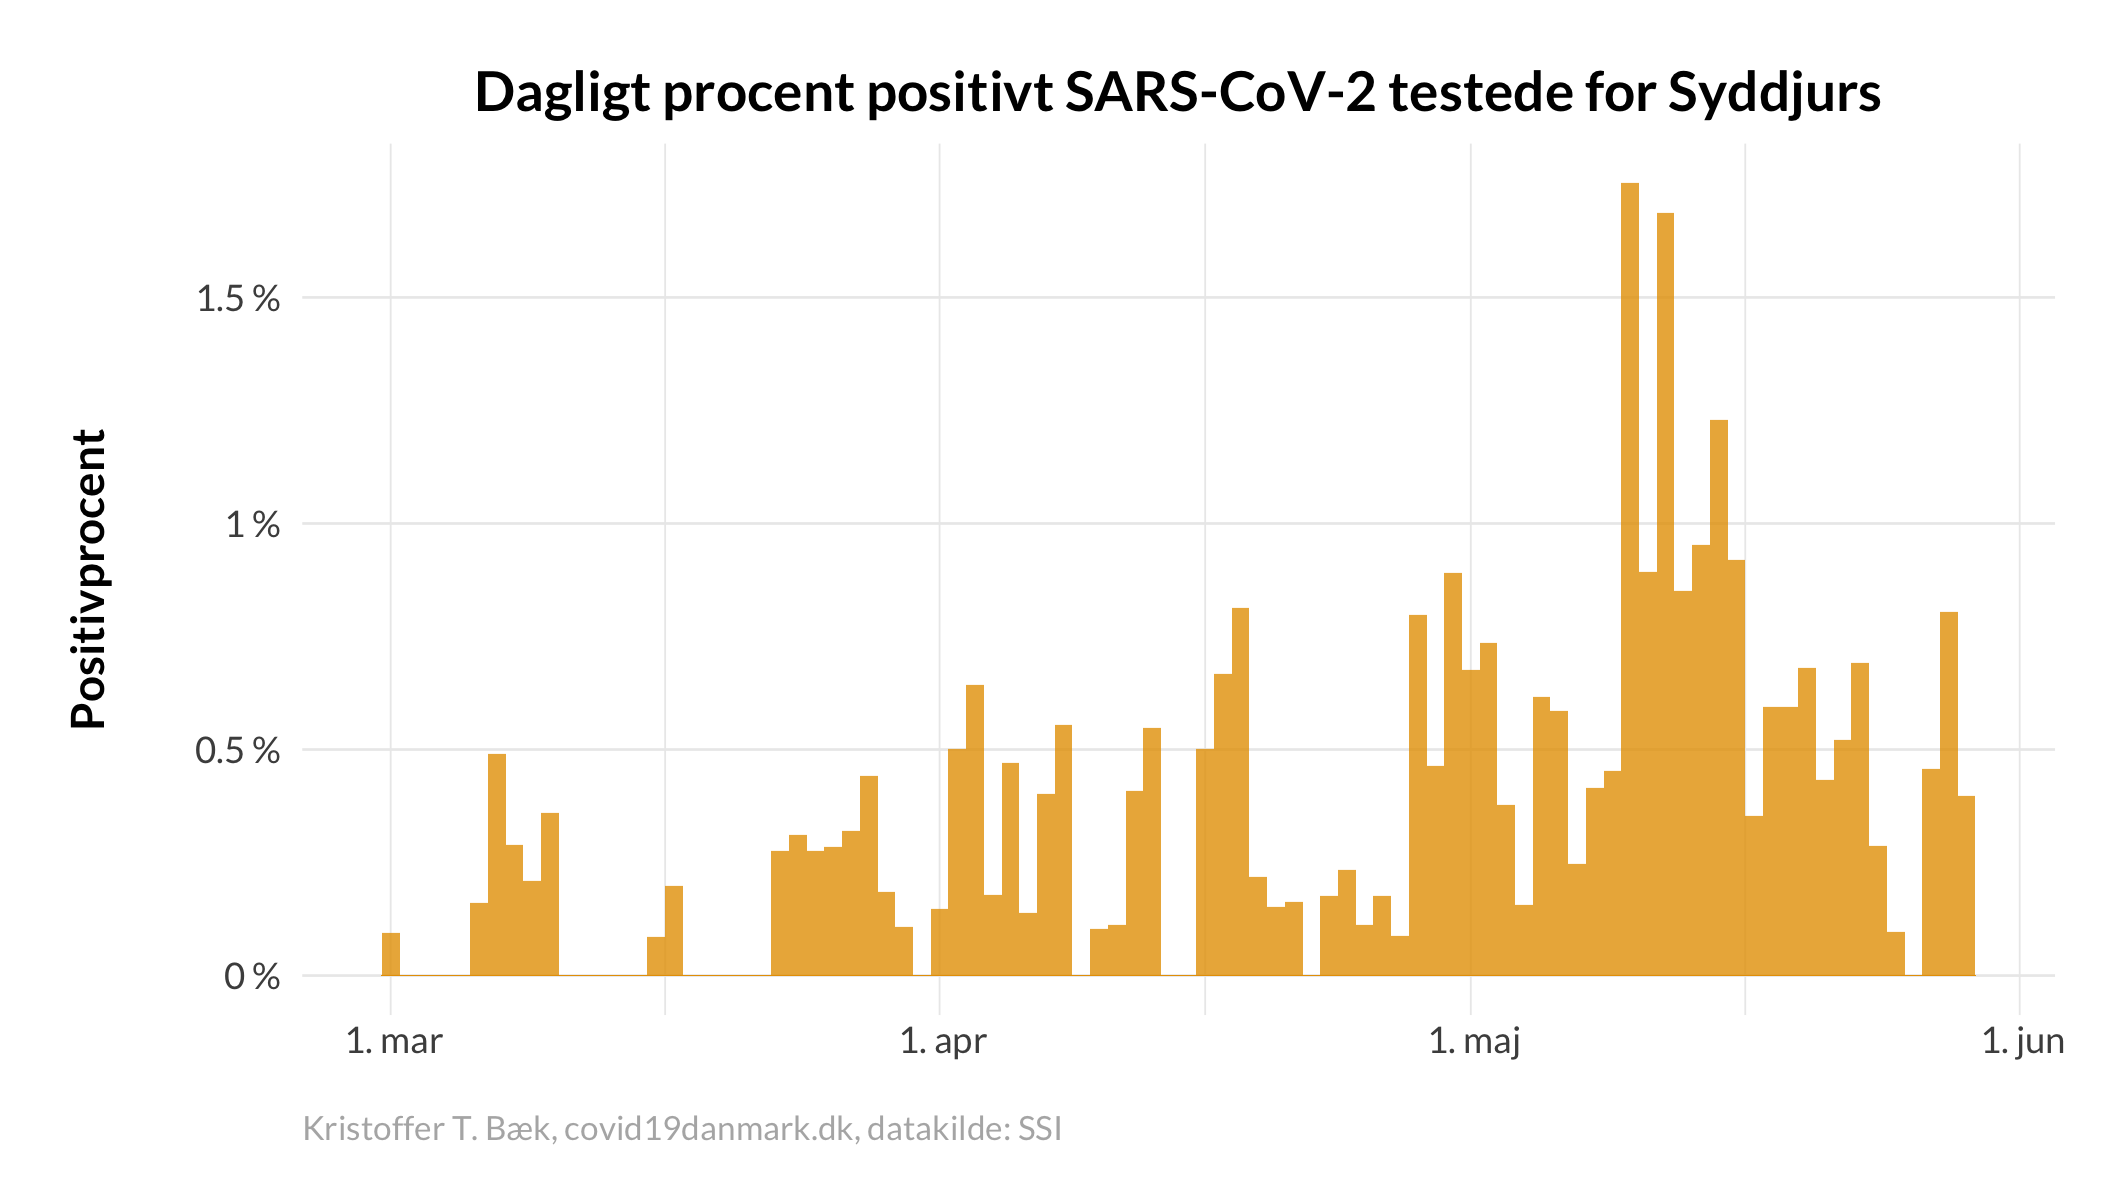 Dagligt procent positivt SARS-CoV-2 testede for Syddjurs
Positivprocent
1.5 %
1 %
0.5 %
0 %
1. mar
1. apr
1. maj
1. jun
Kristoffer T. Bæk, covid19danmark.dk, datakilde: SSI